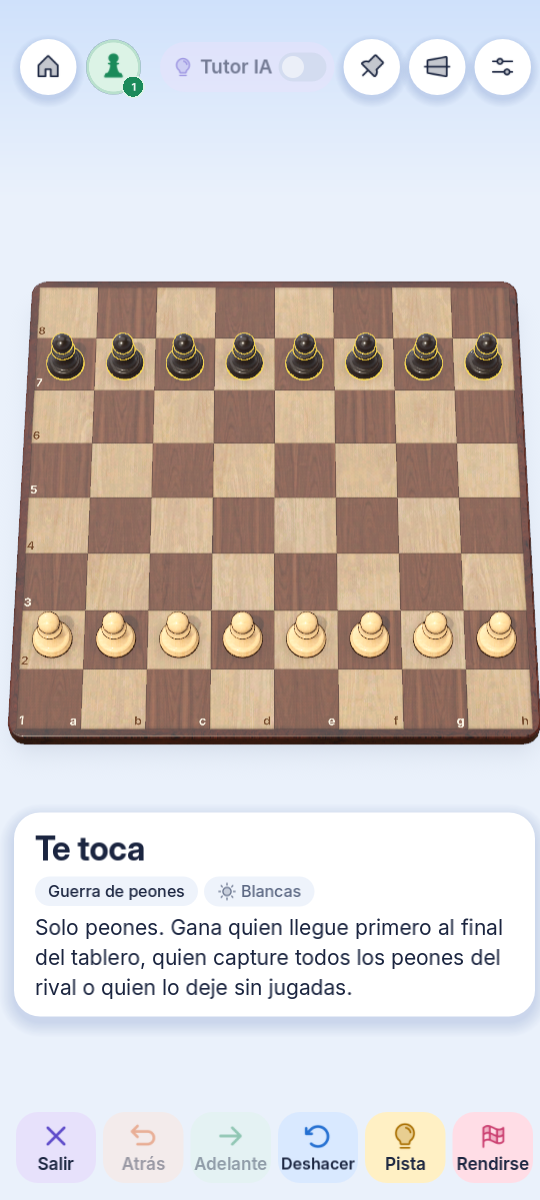 1
Tutor IA
8
7
6
5
4
3
2
1 a b c d e f g h
Te toca
Guerra de peones
Blancas
Solo peones. Gana quien llegue primero al final
del tablero, quien capture todos los peones del
rival o quien lo deje sin jugadas.
Salir
Atrás
Adelante
Deshacer
Pista
Rendirse